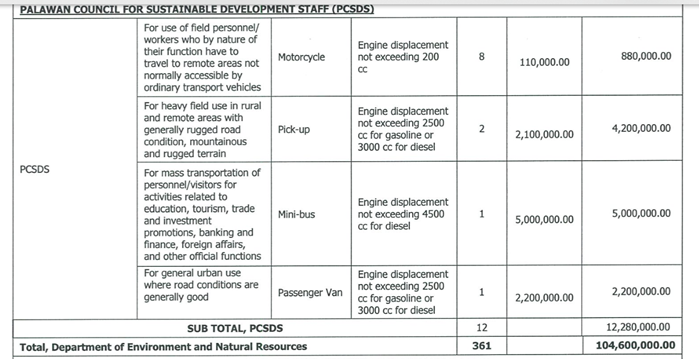 PALAWAN COUNCIL FOR SUSTAINABLE DEVELOPMENT STAFF (PCSDS)
PCSDS
For use of field personnel/
workers who by nature of
their function have to
travel to remote areas not
normally accessible by
ordinary transport vehicles
Motorcycle
Engine displacement
not exceeding 200
cc
8
110,000.00
880,000.00
For heavy field use in rural
and remote areas with
generally rugged road
condition, mountainous
and rugged terrain
Pick-up
Engine displacement
not exceeding 2500
cc for gasoline or
3000 cc for diesel
2
2,100,000.00
4,200,000.00
For mass transportation of
personnel/visitors for
activities related to
education, tourism, trade
and investment
promotions, banking and
finance, foreign affairs,
and other official functions
Mini-bus
Engine displacement
not exceeding 4500
cc for diesel
1
5,000,000.00
5,000,000.00
For general urban use
where road conditions are
generally good
Passenger Van
Engine displacement
not exceeding 2500
cc for gasoline or
3000 cc for diesel
1
2,200,000.00
2,200,000.00
SUB TOTAL, PCSDS 12 12,280,000.00
Total, Department of Environment and Natural Resources 361 104,600,000.00